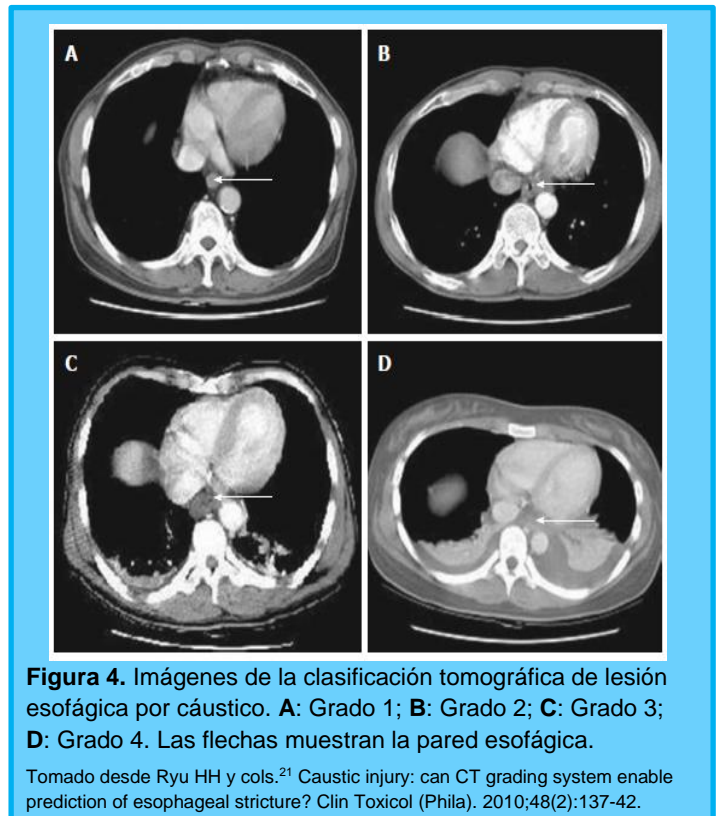 A
B
C
D
Figura 4. Imágenes de la clasificación tomográfica de lesión
esofágica por cáustico. A: Grado 1; B: Grado 2; C: Grado 3;
D: Grado 4. Las flechas muestran la pared esofágica.
Tomado desde Ryu HH y cols.²¹ Caustic injury: can CT grading system enable
prediction of esophageal stricture? Clin Toxicol (Phila). 2010;48(2):137-42.